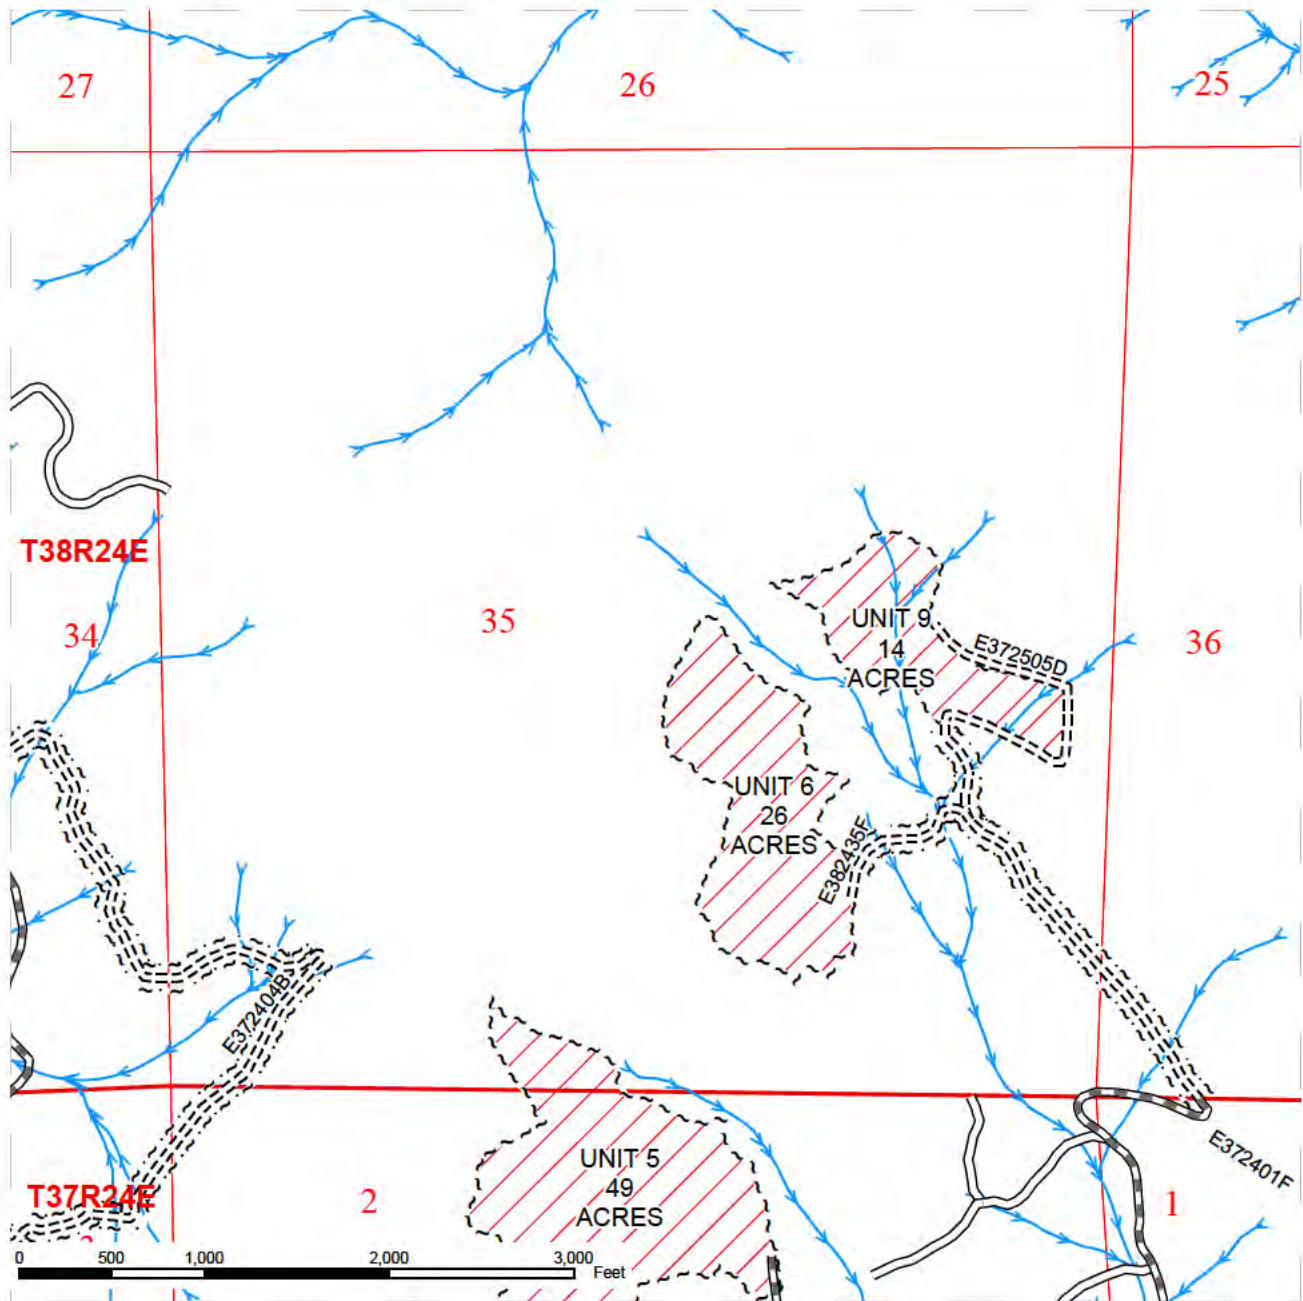 27
26
25
T38R24E
34
35
36
UNIT 9
14
ACRES
E372505D
UNIT 6
26
ACRES
E382435F
E372404B
UNIT 5
49
ACRES
E372401F
T37R24E
2
1
0 500 1,000 2,000 3,000
Feet